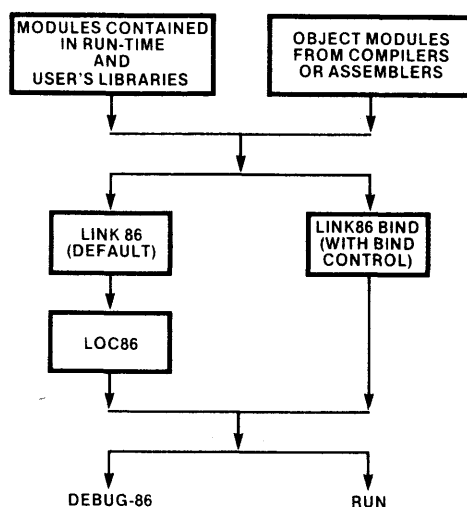 MODULES CONTAINED
IN RUN-TIME
AND
USER'S LIBRARIES
OBJECT MODULES
FROM COMPILERS
OR ASSEMBLERS
LINK 86
(DEFAULT)
LINK86 BIND
(WITH BIND
CONTROL)
LOC86
DEBUG-86
RUN